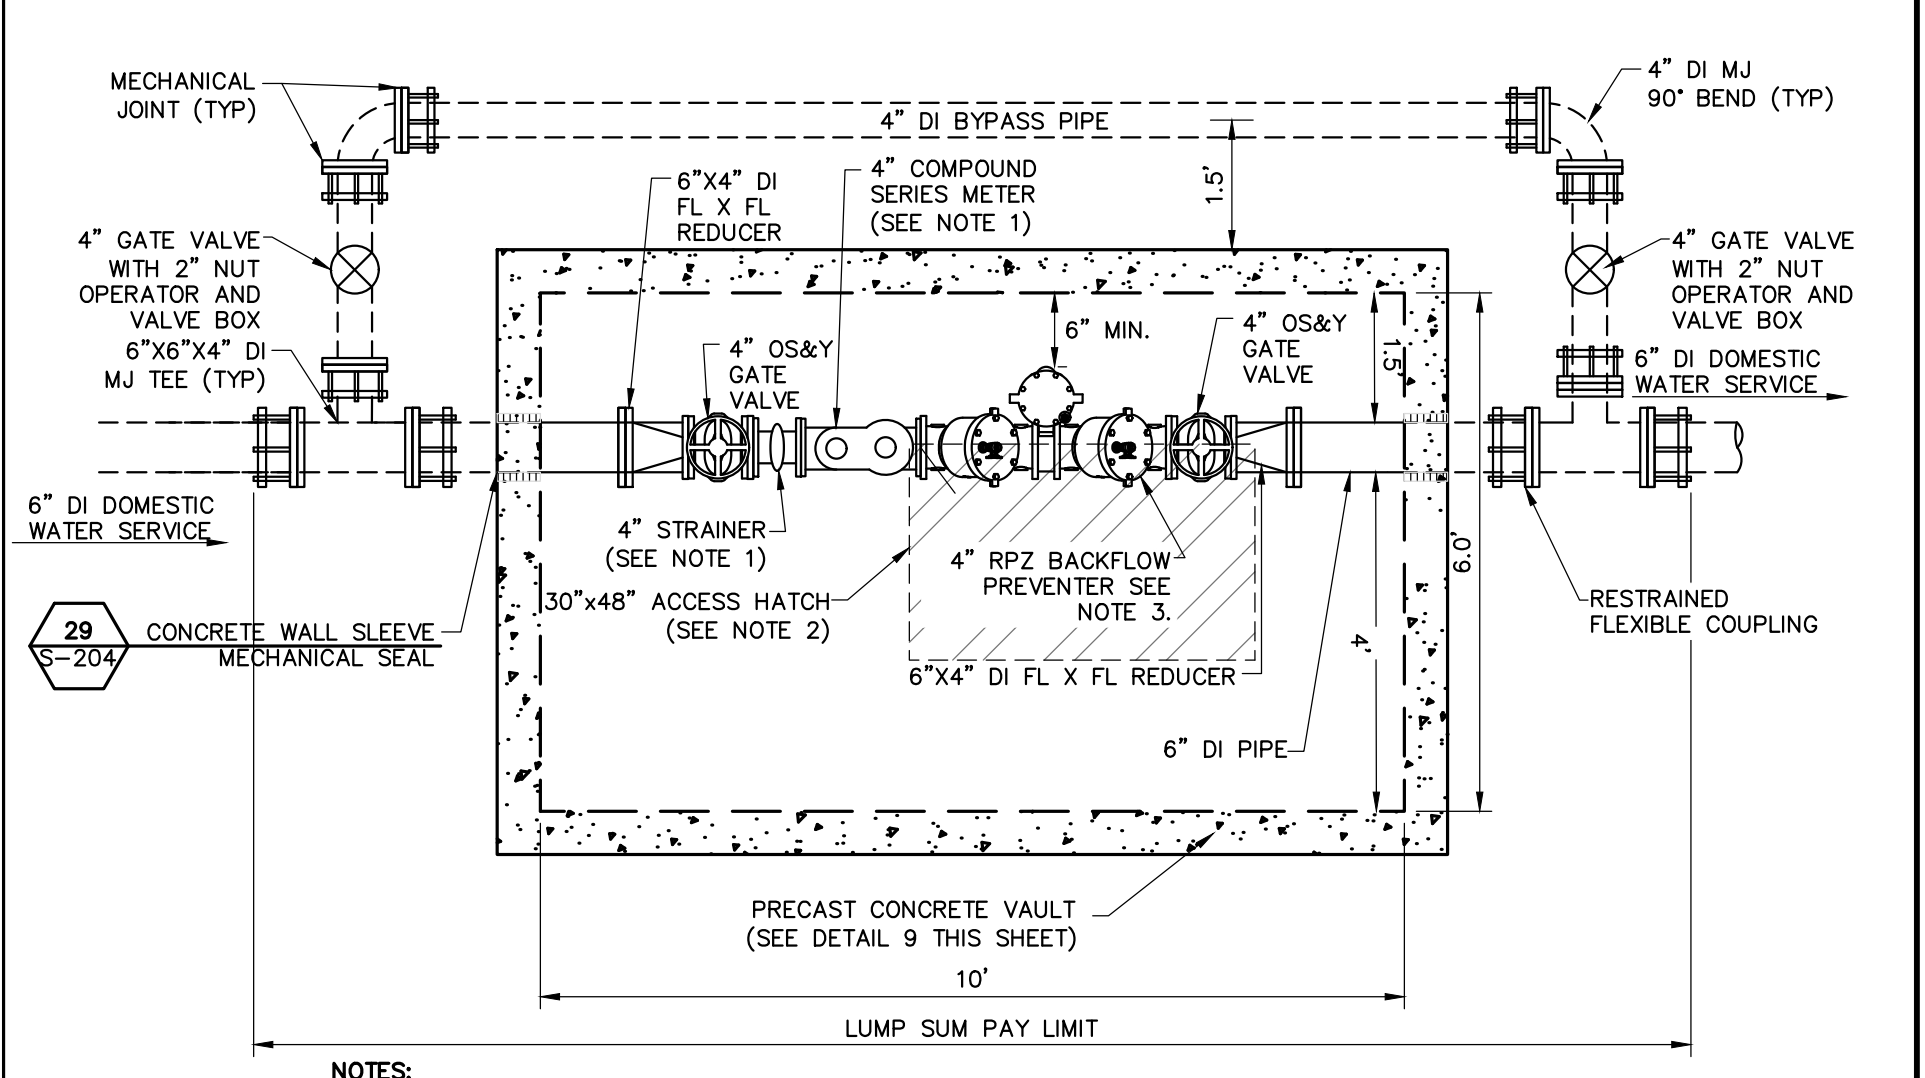 MECHANICAL
JOINT (TYP)
4" DI BYPASS PIPE
4" DI MJ
90° BEND (TYP)
6"X4" DI
FL X FL
REDUCER
4" COMPOUND
SERIES METER
(SEE NOTE 1)
1.5'
4" GATE VALVE
WITH 2" NUT
OPERATOR AND
VALVE BOX
4" GATE VALVE
WITH 2" NUT
OPERATOR AND
VALVE BOX
6"X6"X4" DI
MJ TEE (TYP)
4" OS&Y
GATE
VALVE
6" MIN.
4" OS&Y
GATE
VALVE
1.5'
6" DI DOMESTIC
WATER SERVICE
6" DI DOMESTIC
WATER SERVICE
4" STRAINER
(SEE NOTE 1)
4" RPZ BACKFLOW
PREVENTER SEE
NOTE 3.
6.0'
30"x48" ACCESS HATCH
(SEE NOTE 2)
RESTRAINED
FLEXIBLE COUPLING
29
S-204
CONCRETE WALL SLEEVE
MECHANICAL SEAL
4'
6"X4" DI FL X FL REDUCER
6" DI PIPE
PRECAST CONCRETE VAULT
(SEE DETAIL 9 THIS SHEET)
10'
LUMP SUM PAY LIMIT
NOTES: